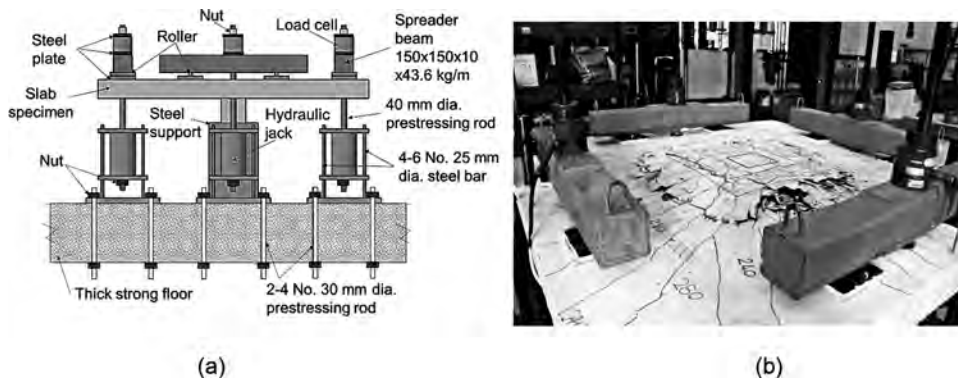 Nut
Steel
plate
Roller
Load cell
Spreader
beam
150x150x10
x43.6 kg/m
Slab
specimen
Steel
support
Hydraulic
jack
40 mm dia.
prestressing rod
Nut
4-6 No. 25 mm
dia. steel bar
Thick strong floor
2-4 No. 30 mm dia.
prestressing rod
240
260
(a)
(b)